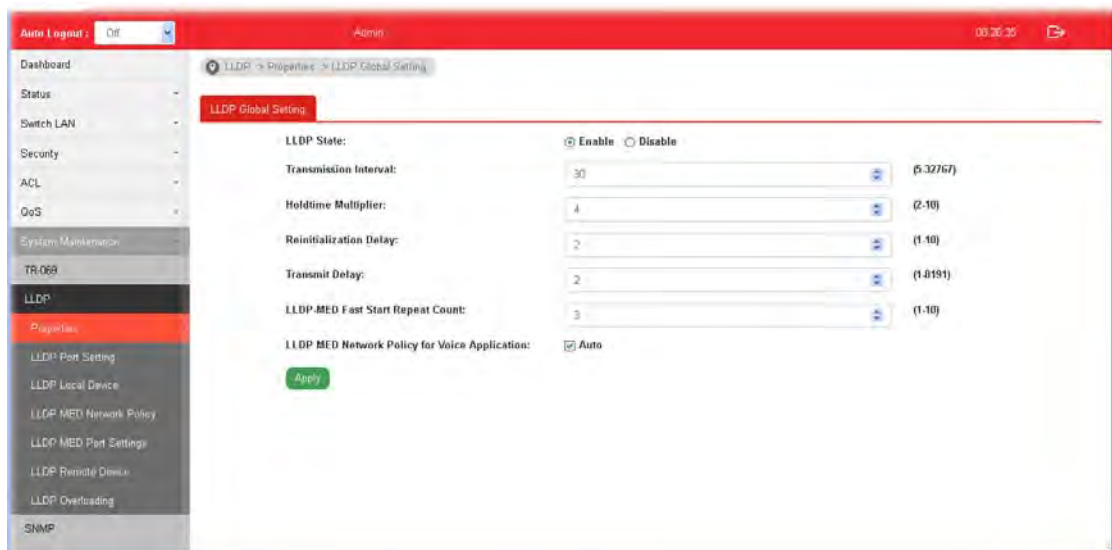 Auto Logout : Off
Admin
Dashboard
LLDP > Properties > LLDP Global Setting
Status
LLDP Global Setting
Switch LAN
LLDP State: Enable Disable
Security
Transmission Interval: 30 (5-32767)
ACL
Holdtime Multiplier: 4 (2-10)
QoS
Reinitialization Delay: 2 (1-10)
System Maintenance
Transmit Delay: 2 (1-8191)
TR-069
LLDP
LLDP-MED Fast Start Repeat Count: 3 (1-10)
Properties
LLDP MED Network Policy for Voice Application: Auto
LLDP Port Setting
Apply
LLDP Local Device
LLDP MED Network Policy
LLDP MED Port Settings
LLDP Remote Device
LLDP Overloading
SNMP